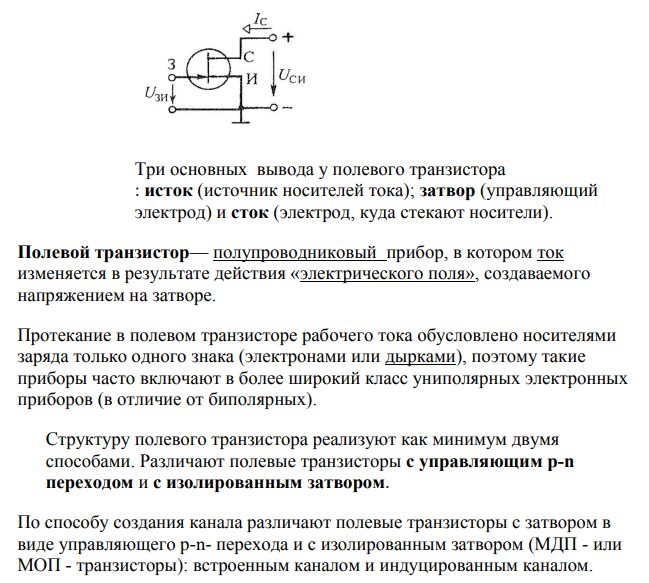 IС
+
З
С
И
UСИ
UЗИ
−
Три основных вывода у полевого транзистора
: исток (источник носителей тока); затвор (управляющий
электрод) и сток (электрод, куда стекают носители).
Полевой транзистор— полупроводниковый прибор, в котором ток
изменяется в результате действия «электрического поля», создаваемого
напряжением на затворе.
Протекание в полевом транзисторе рабочего тока обусловлено носителями
заряда только одного знака (электронами или дырками), поэтому такие
приборы часто включают в более широкий класс униполярных электронных
приборов (в отличие от биполярных).
Структуру полевого транзистора реализуют как минимум двумя
способами. Различают полевые транзисторы с управляющим p-n
переходом и с изолированным затвором.
По способу создания канала различают полевые транзисторы с затвором в
виде управляющего p-n- перехода и с изолированным затвором (МДП - или
МОП - транзисторы): встроенным каналом и индуцированным каналом.